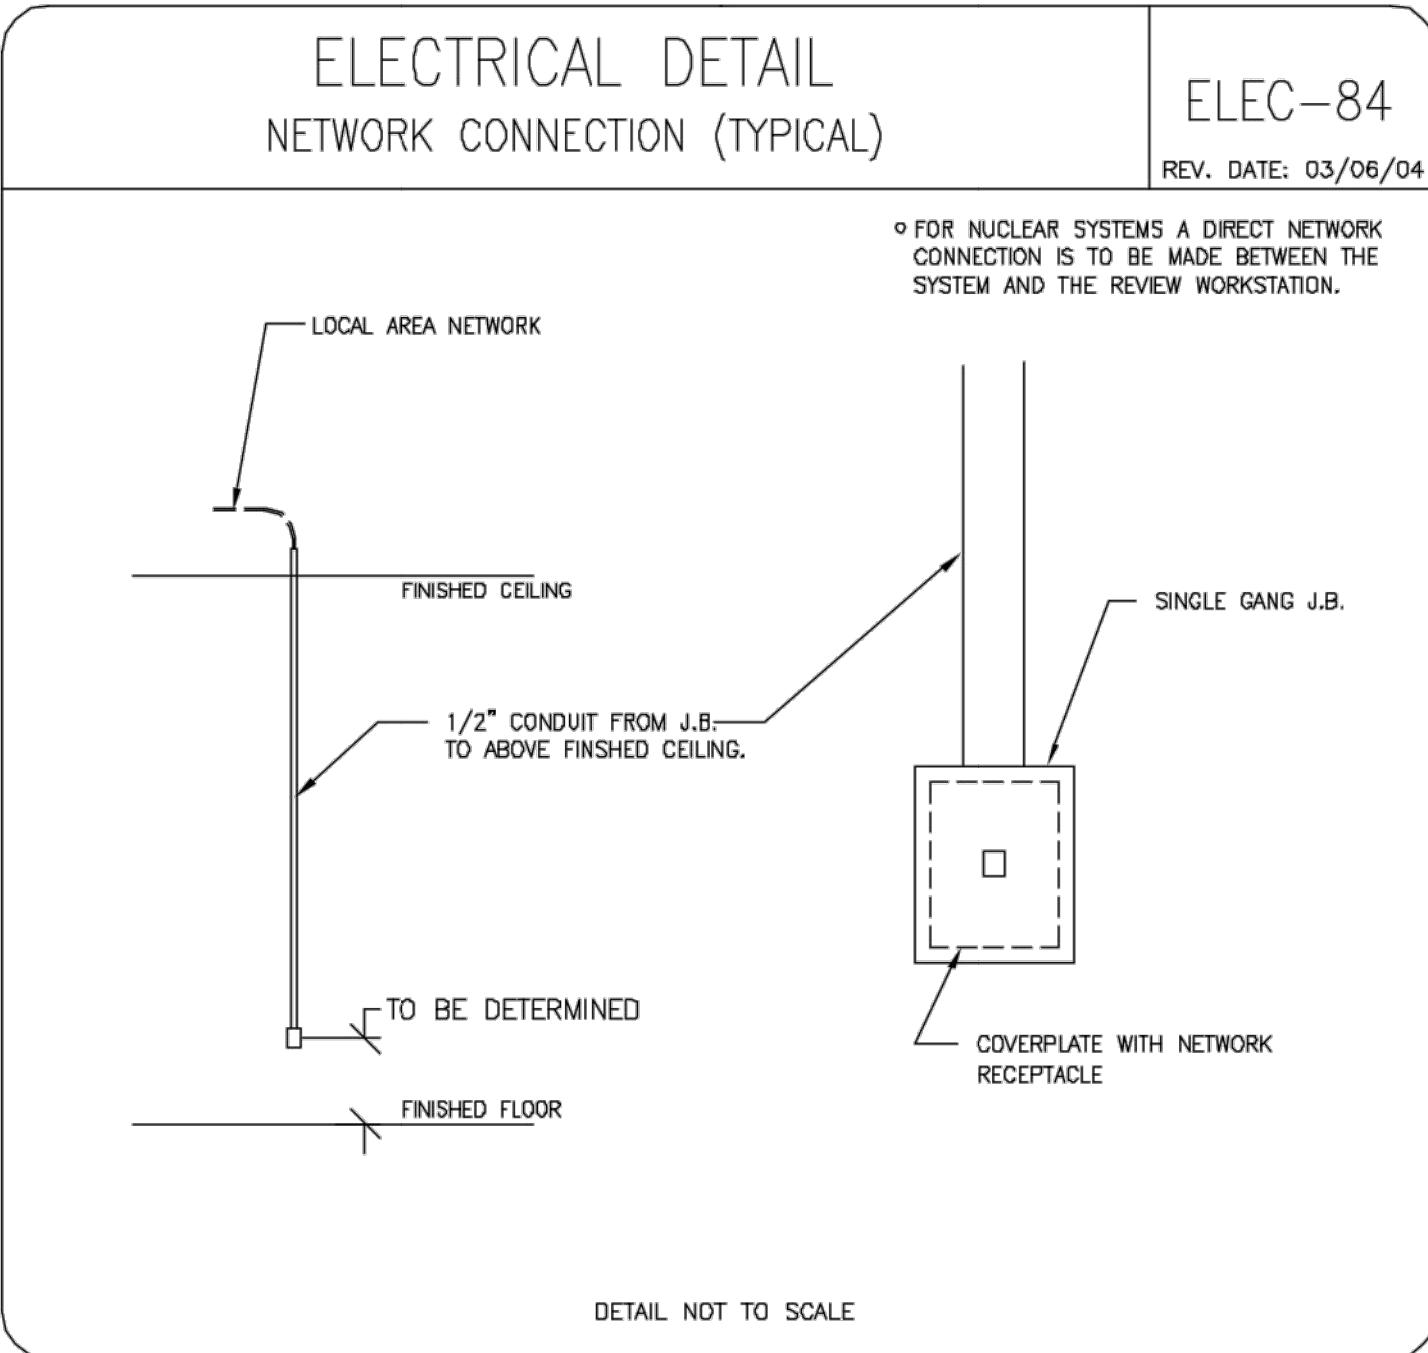 ELECTRICAL DETAIL
NETWORK CONNECTION (TYPICAL)
ELEC-84
REV. DATE: 03/06/04
FOR NUCLEAR SYSTEMS A DIRECT NETWORK
CONNECTION IS TO BE MADE BETWEEN THE
SYSTEM AND THE REVIEW WORKSTATION.
LOCAL AREA NETWORK
FINISHED CEILING
SINGLE GANG J.B.
1/2" CONDUIT FROM J.B.
TO ABOVE FINSHED CEILING.
TO BE DETERMINED
COVERPLATE WITH NETWORK
RECEPTACLE
FINISHED FLOOR
DETAIL NOT TO SCALE